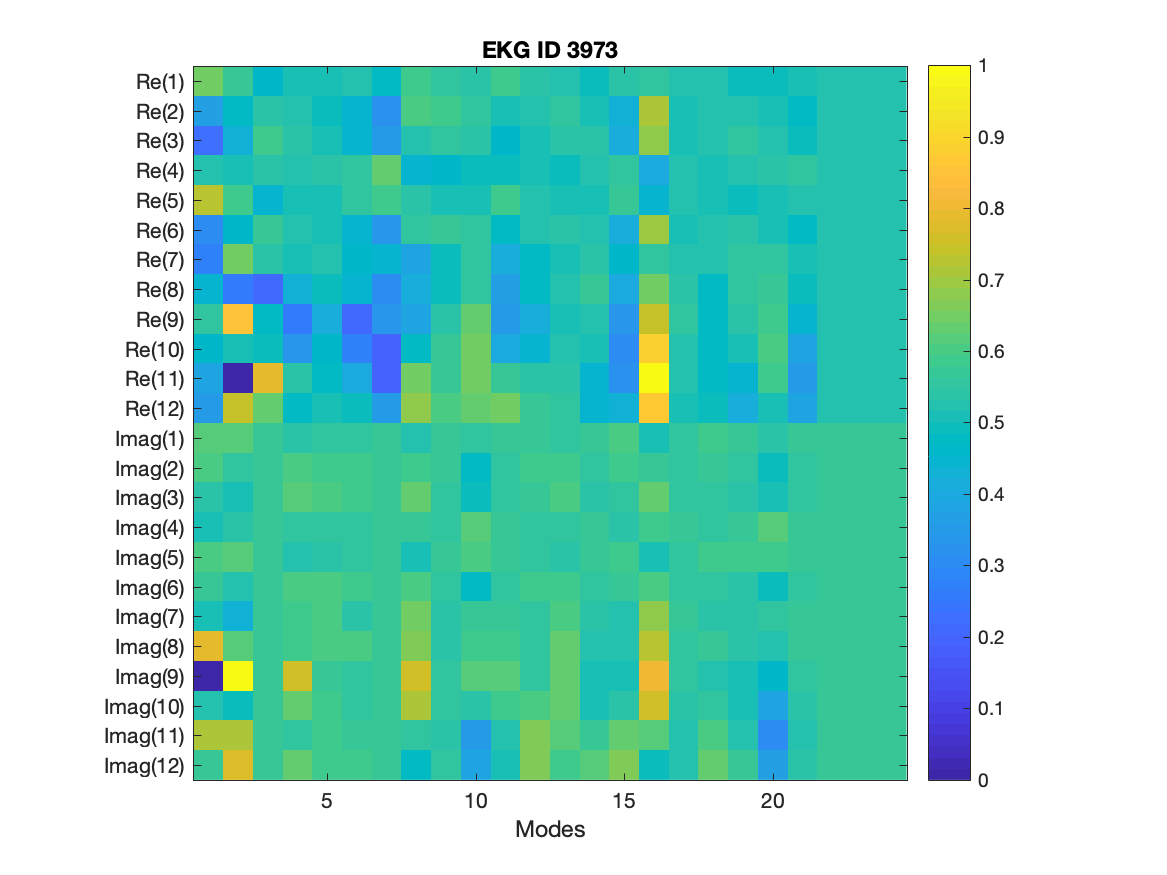 EKG ID 3973
Re(1)
Re(2)
Re(3)
Re(4)
Re(5)
Re(6)
Re(7)
Re(8)
Re(9)
Re(10)
Re(11)
Re(12)
Imag(1)
Imag(2)
Imag(3)
Imag(4)
Imag(5)
Imag(6)
Imag(7)
Imag(8)
Imag(9)
Imag(10)
Imag(11)
Imag(12)
5 10 15 20
Modes
1
0.9
0.8
0.7
0.6
0.5
0.4
0.3
0.2
0.1
0